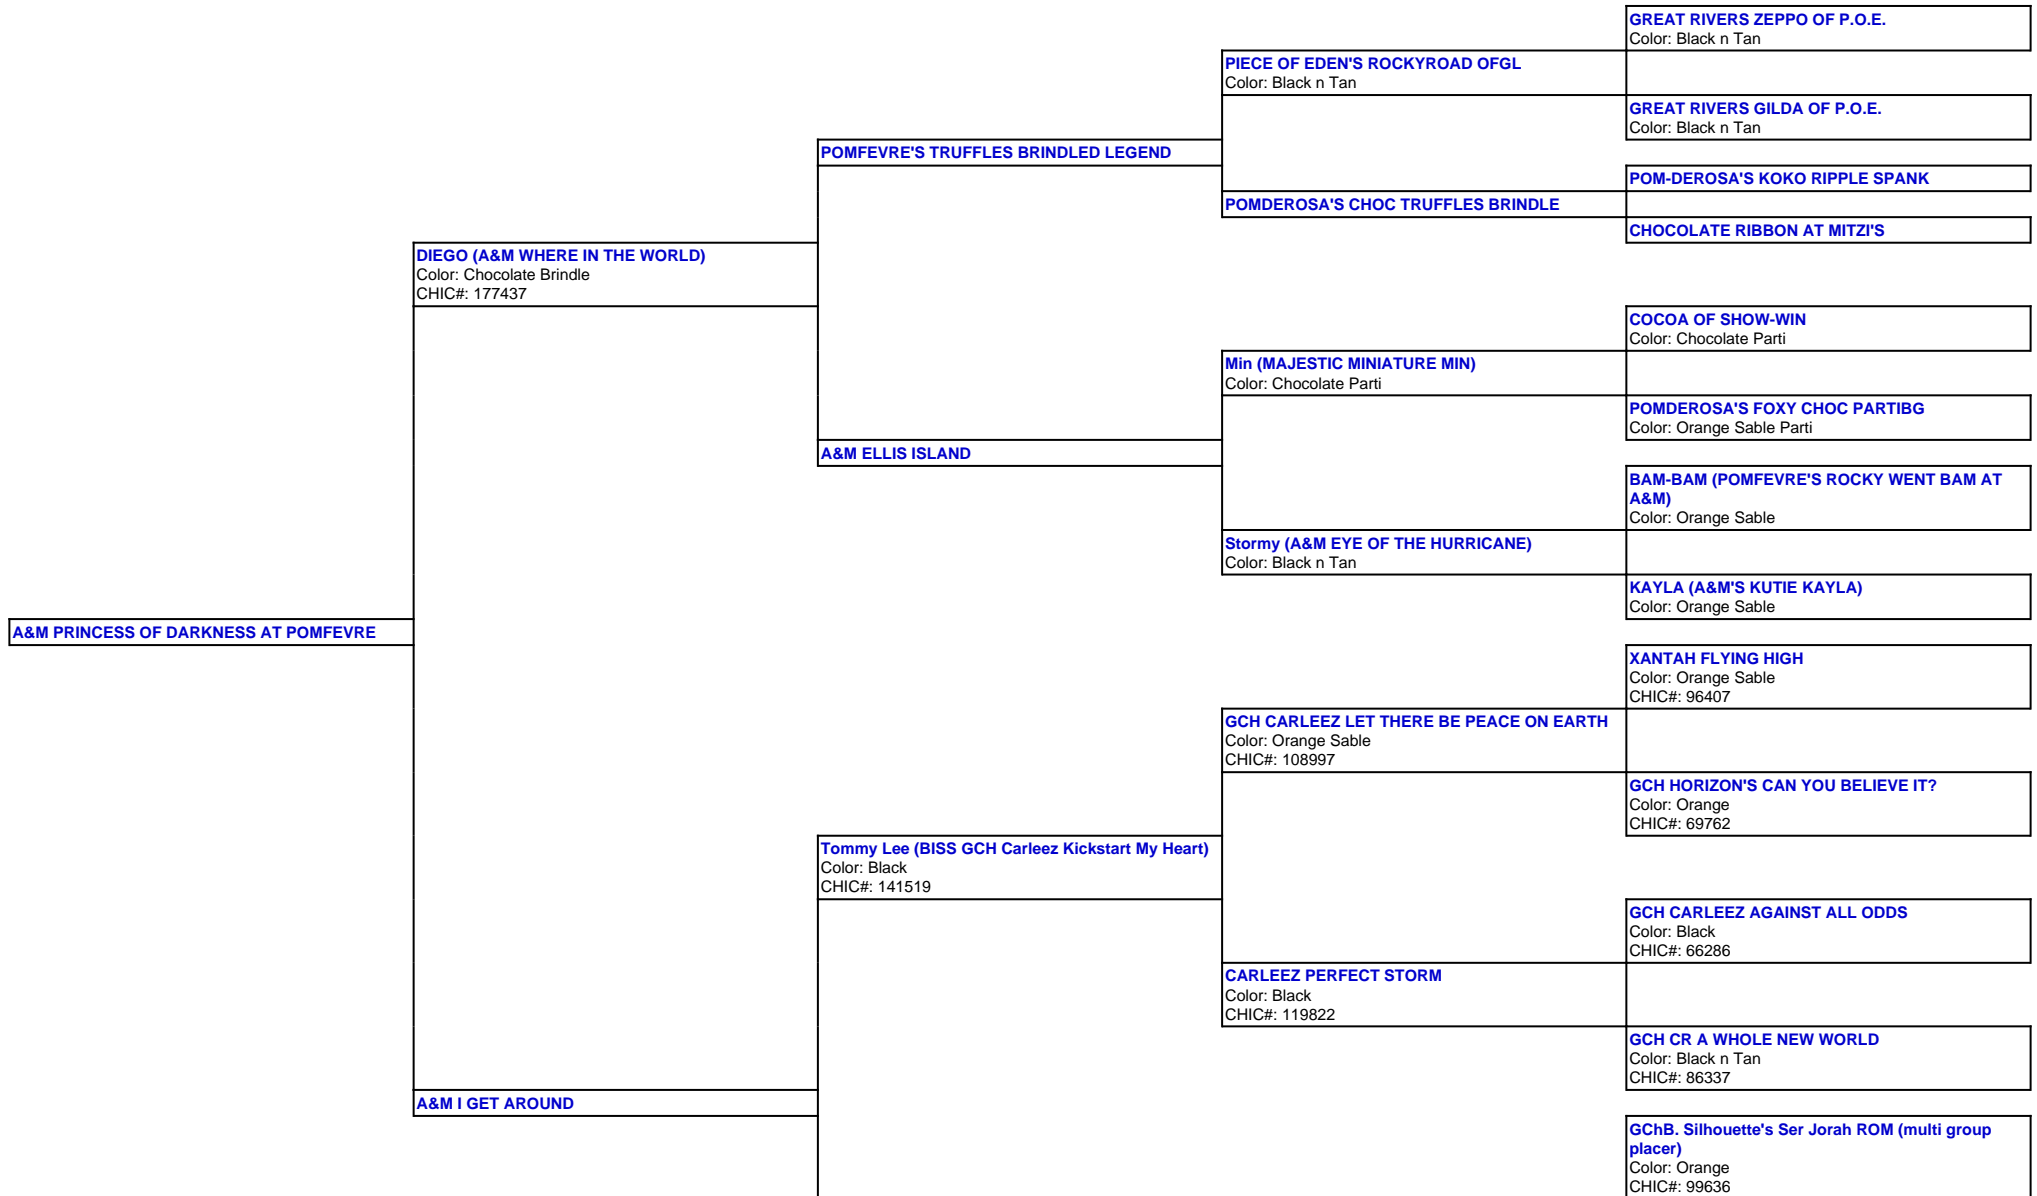 GREAT RIVERS ZEPPO OF P.O.E.
Color: Black n Tan
PIECE OF EDEN'S ROCKYROAD OFGL
Color: Black n Tan
GREAT RIVERS GILDA OF P.O.E.
Color: Black n Tan
POMFEVRE'S TRUFFLES BRINDLED LEGEND
POM-DEROSA'S KOKO RIPPLE SPANK
POMDEROSA'S CHOC TRUFFLES BRINDLE
CHOCOLATE RIBBON AT MITZI'S
DIEGO (A&M WHERE IN THE WORLD)
Color: Chocolate Brindle
CHIC#: 177437
COCOA OF SHOW-WIN
Color: Chocolate Parti
Min (MAJESTIC MINIATURE MIN)
Color: Chocolate Parti
POMDEROSA'S FOXY CHOC PARTIBG
Color: Orange Sable Parti
A&M ELLIS ISLAND
BAM-BAM (POMFEVRE'S ROCKY WENT BAM AT
A&M)
Color: Orange Sable
Stormy (A&M EYE OF THE HURRICANE)
Color: Black n Tan
KAYLA (A&M'S KUTIE KAYLA)
Color: Orange Sable
A&M PRINCESS OF DARKNESS AT POMFEVRE
XANTAH FLYING HIGH
Color: Orange Sable
CHIC#: 96407
GCH CARLEEZ LET THERE BE PEACE ON EARTH
Color: Orange Sable
CHIC#: 108997
GCH HORIZON'S CAN YOU BELIEVE IT?
Color: Orange
CHIC#: 69762
Tommy Lee (BISS GCH Carleez Kickstart My Heart)
Color: Black
CHIC#: 141519
GCH CARLEEZ AGAINST ALL ODDS
Color: Black
CHIC#: 66286
CARLEEZ PERFECT STORM
Color: Black
CHIC#: 119822
GCH CR A WHOLE NEW WORLD
Color: Black n Tan
CHIC#: 86337
A&M I GET AROUND
GChB. Silhouette's Ser Jorah ROM (multi group
placer)
Color: Orange
CHIC#: 99636